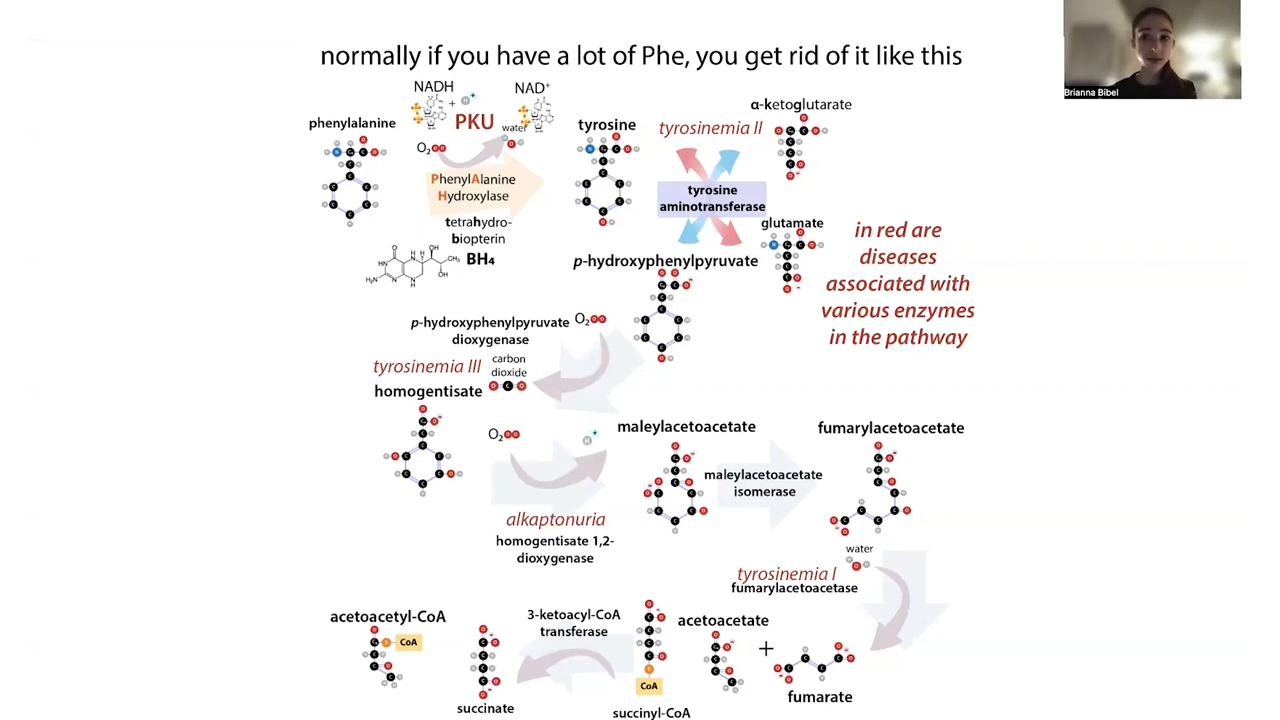 normally if you have a lot of Phe, you get rid of it like this
Brianna Bibel
NADH
+
H+
NAD+
PKU
water
phenylalanine
O2
PhenylAlanine
Hydroxylase
tetrahydro-
biopterin
BH4
tyrosine
tyrosinemia II
α-ketoglutarate
tyrosine
aminotransferase
glutamate
p-hydroxyphenylpyruvate
in red are
diseases
associated with
various enzymes
in the pathway
p-hydroxyphenylpyruvate
dioxygenase
O2
tyrosinemia III
carbon
dioxide
homogentisate
O2
H+
alkaptonuria
homogentisate 1,2-
dioxygenase
maleylacetoacetate
maleylacetoacetate
isomerase
fumarylacetoacetate
water
tyrosinemia I
fumarylacetoacetase
acetoacetate
+
fumarate
3-ketoacyl-CoA
transferase
CoA
succinyl-CoA
succinate
acetoacetyl-CoA
CoA